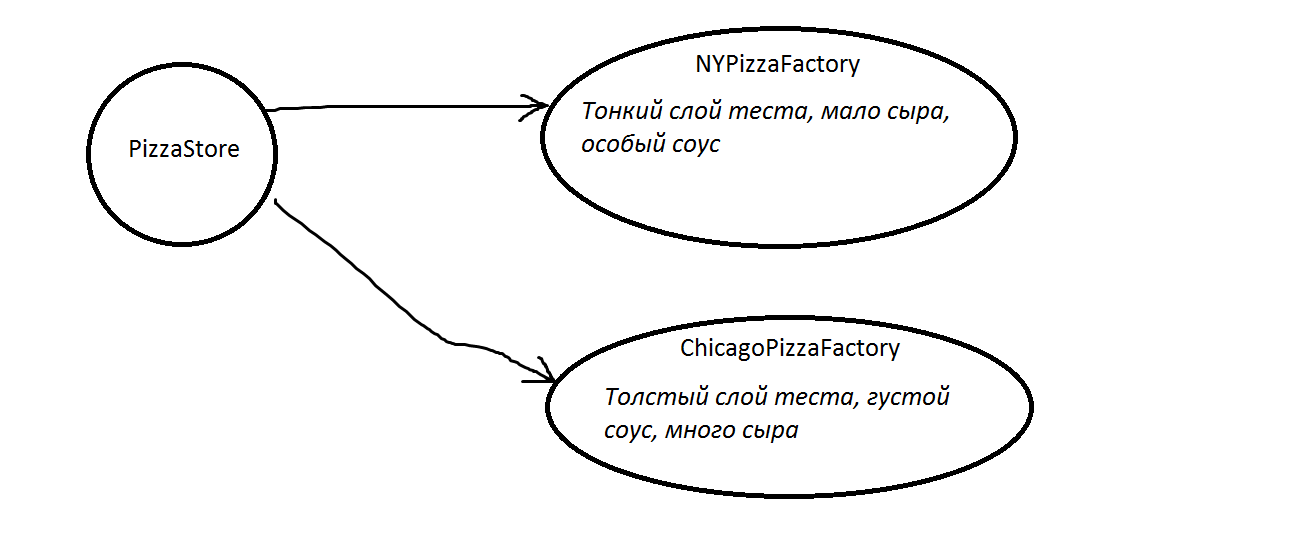 PizzaStore
NYPizzaFactory
Тонкий слой теста, мало сыра,
особый соус
ChicagoPizzaFactory
Толстый слой теста, густой
соус, много сыра